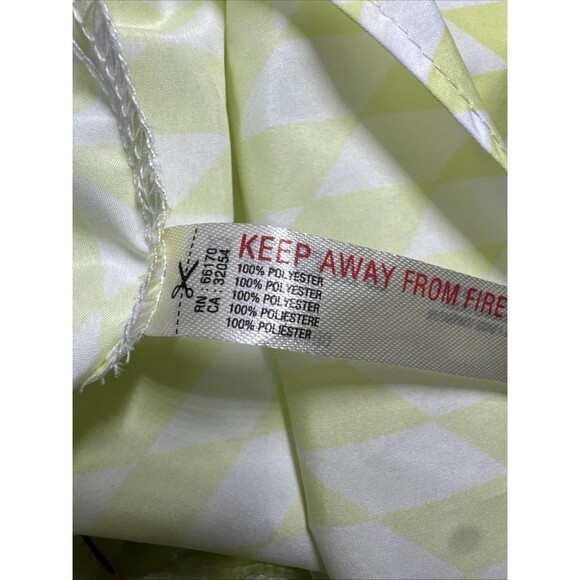 RN : 66170
CA : 32054
KEEP AWAY FROM FIRE
100% POLYESTER
100% POLYESTER
100% POLYESTER
100% POLIESTERE
100% POLIESTER